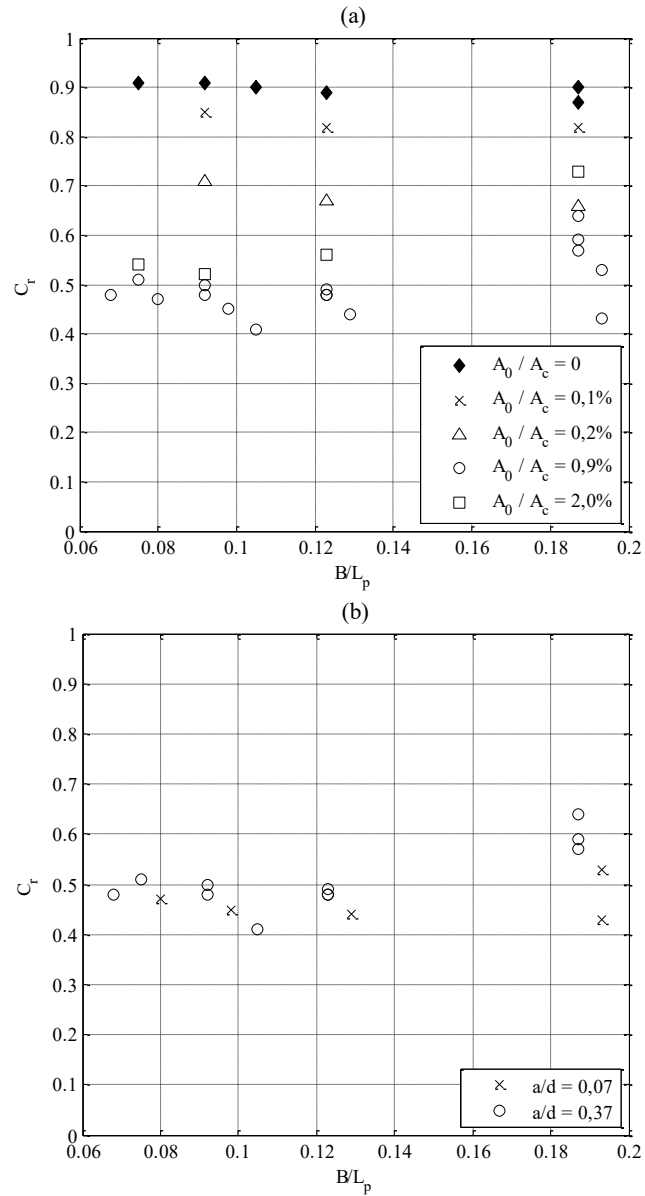 (a)
1
0.9
0.8
0.7
0.6
0.5
0.4
0.3
0.2
0.1
0
C_r
A_0 / A_c = 0
A_0 / A_c = 0,1%
A_0 / A_c = 0,2%
A_0 / A_c = 0,9%
A_0 / A_c = 2,0%
0.06 0.08 0.1 0.12 0.14 0.16 0.18 0.2
B/L_p
(b)
1
0.9
0.8
0.7
0.6
0.5
0.4
0.3
0.2
0.1
0
C_r
a/d = 0,07
a/d = 0,37
0.06 0.08 0.1 0.12 0.14 0.16 0.18 0.2
B/L_p